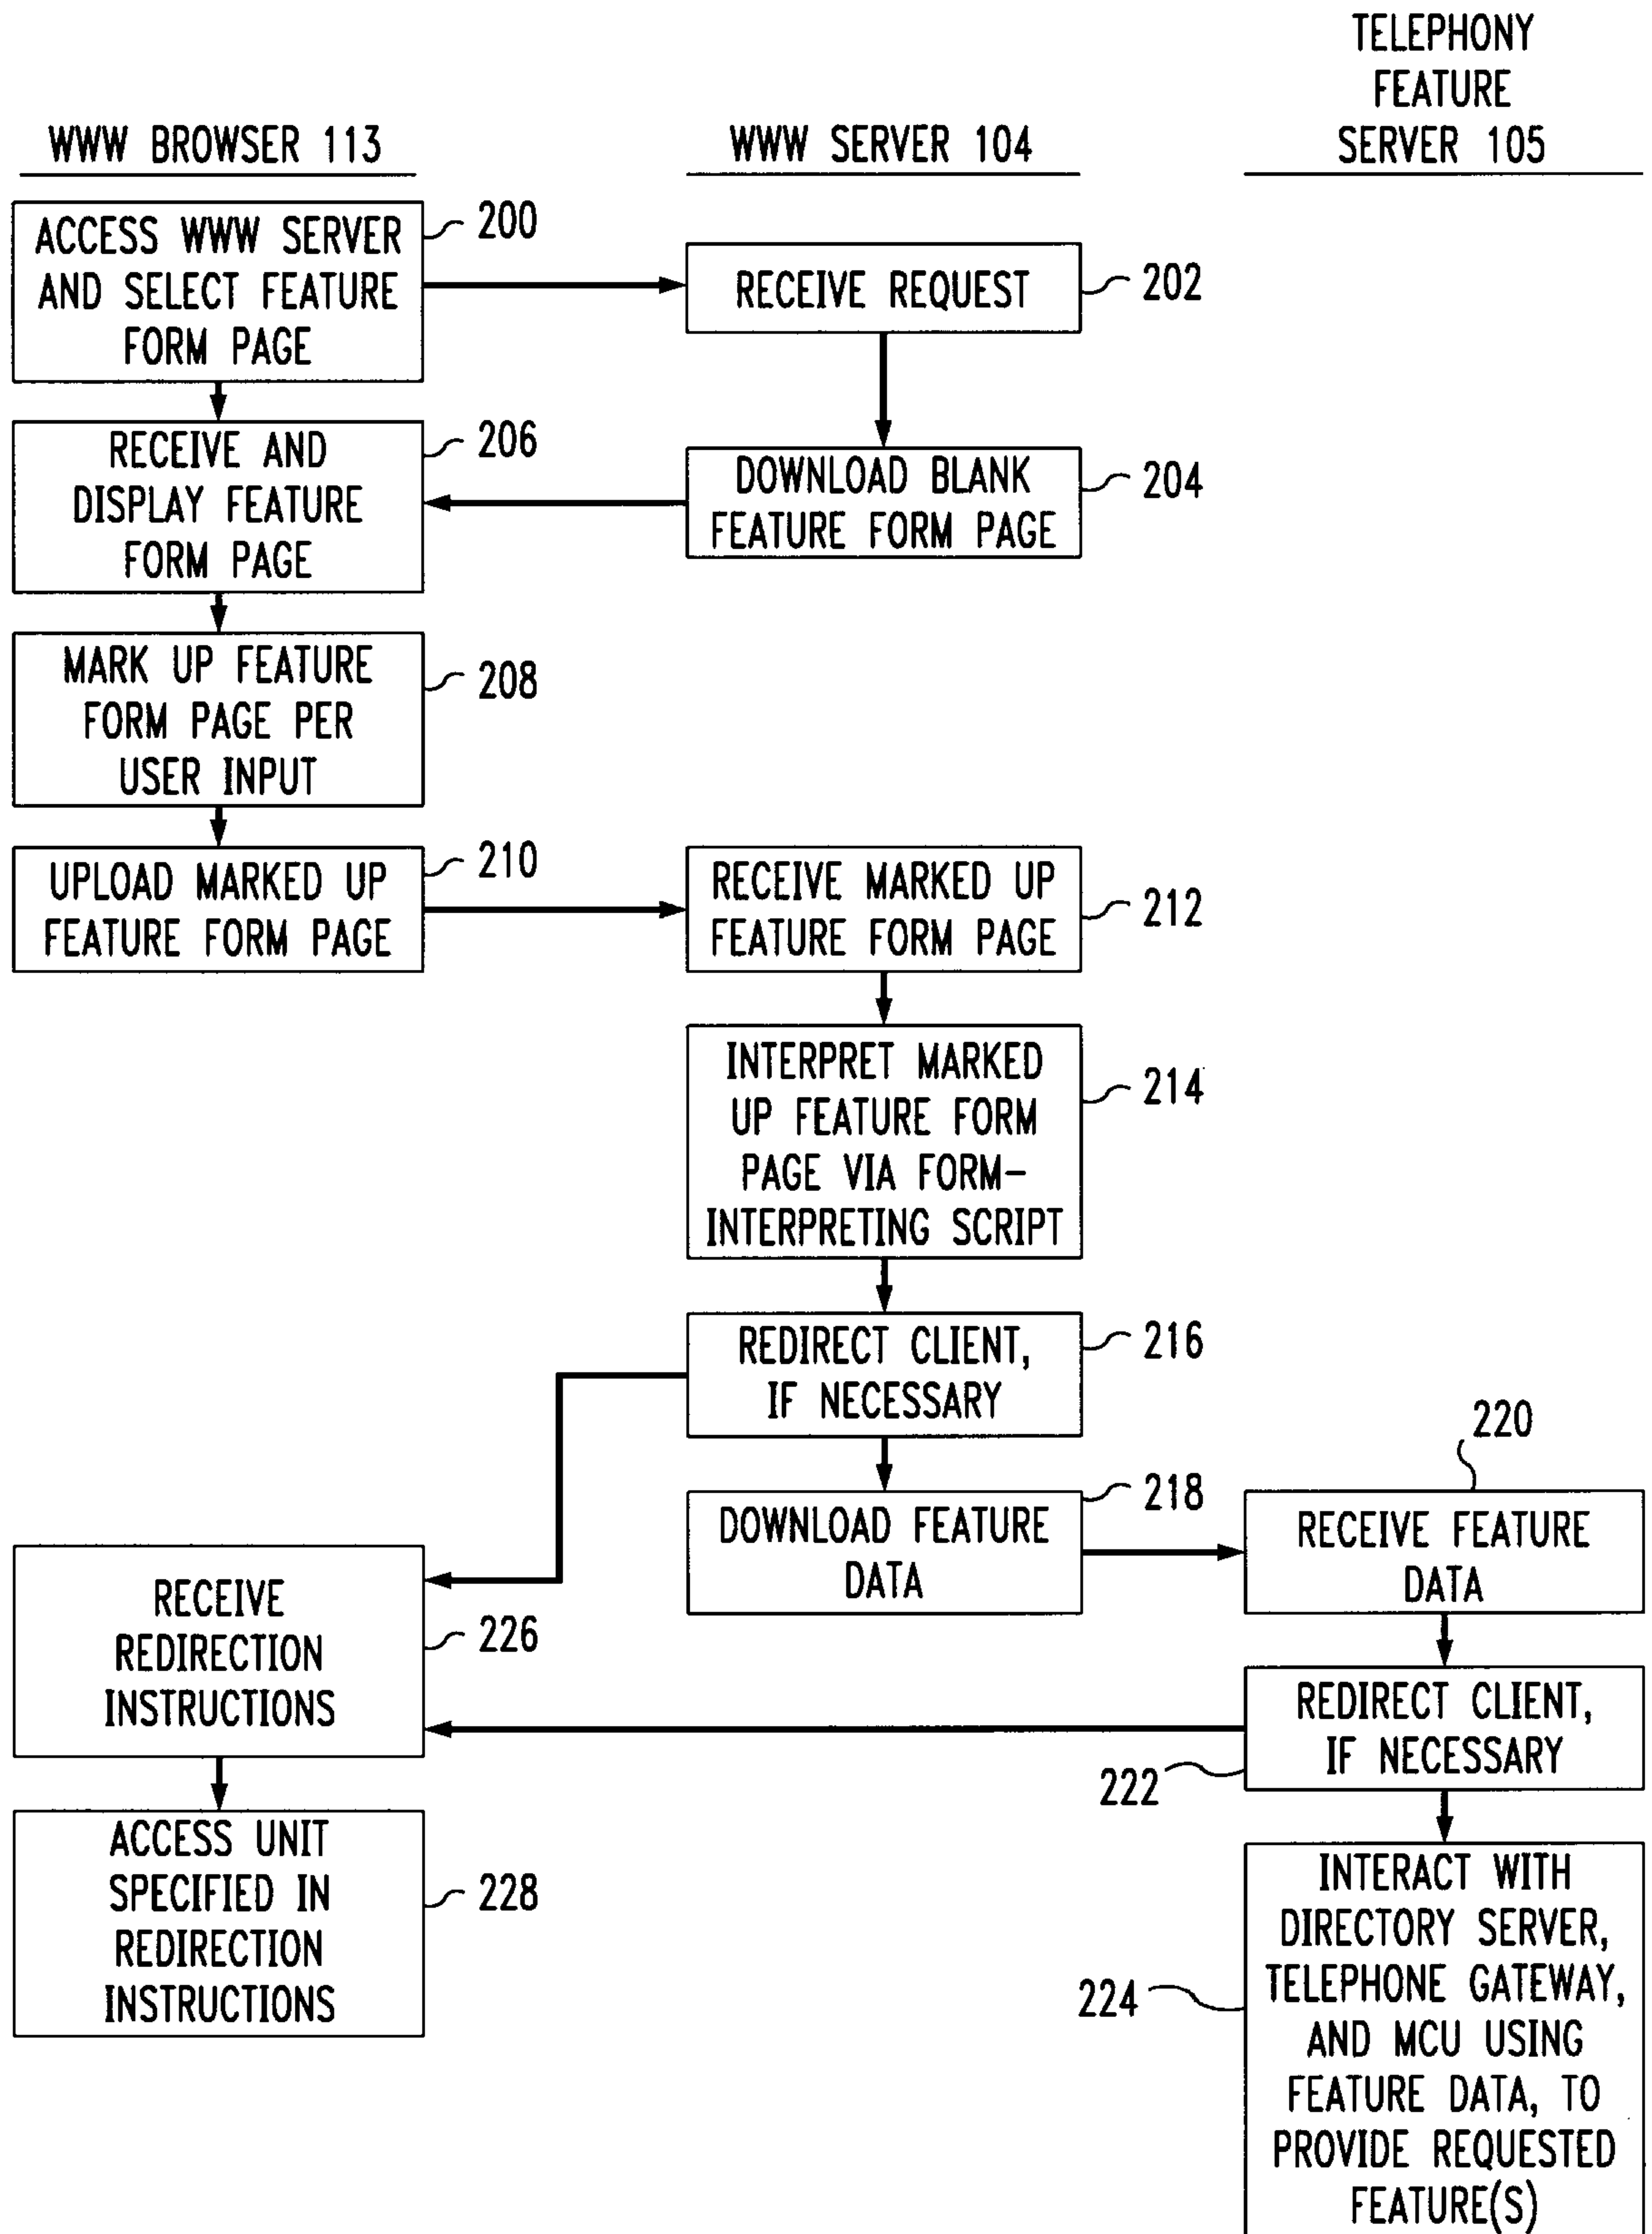 WWW BROWSER 113
WWW SERVER 104
TELEPHONY
FEATURE
SERVER 105
ACCESS WWW SERVER
AND SELECT FEATURE
FORM PAGE
200
RECEIVE REQUEST
202
RECEIVE AND
DISPLAY FEATURE
FORM PAGE
206
DOWNLOAD BLANK
FEATURE FORM PAGE
204
MARK UP FEATURE
FORM PAGE PER
USER INPUT
208
UPLOAD MARKED UP
FEATURE FORM PAGE
210
RECEIVE MARKED UP
FEATURE FORM PAGE
212
INTERPRET MARKED
UP FEATURE FORM
PAGE VIA FORM-
INTERPRETING SCRIPT
214
REDIRECT CLIENT,
IF NECESSARY
216
DOWNLOAD FEATURE
DATA
218
220
RECEIVE FEATURE
DATA
RECEIVE
REDIRECTION
INSTRUCTIONS
226
REDIRECT CLIENT,
IF NECESSARY
222
ACCESS UNIT
SPECIFIED IN
REDIRECTION
INSTRUCTIONS
228
INTERACT WITH
DIRECTORY SERVER,
TELEPHONE GATEWAY,
AND MCU USING
FEATURE DATA, TO
PROVIDE REQUESTED
FEATURE(S)
224